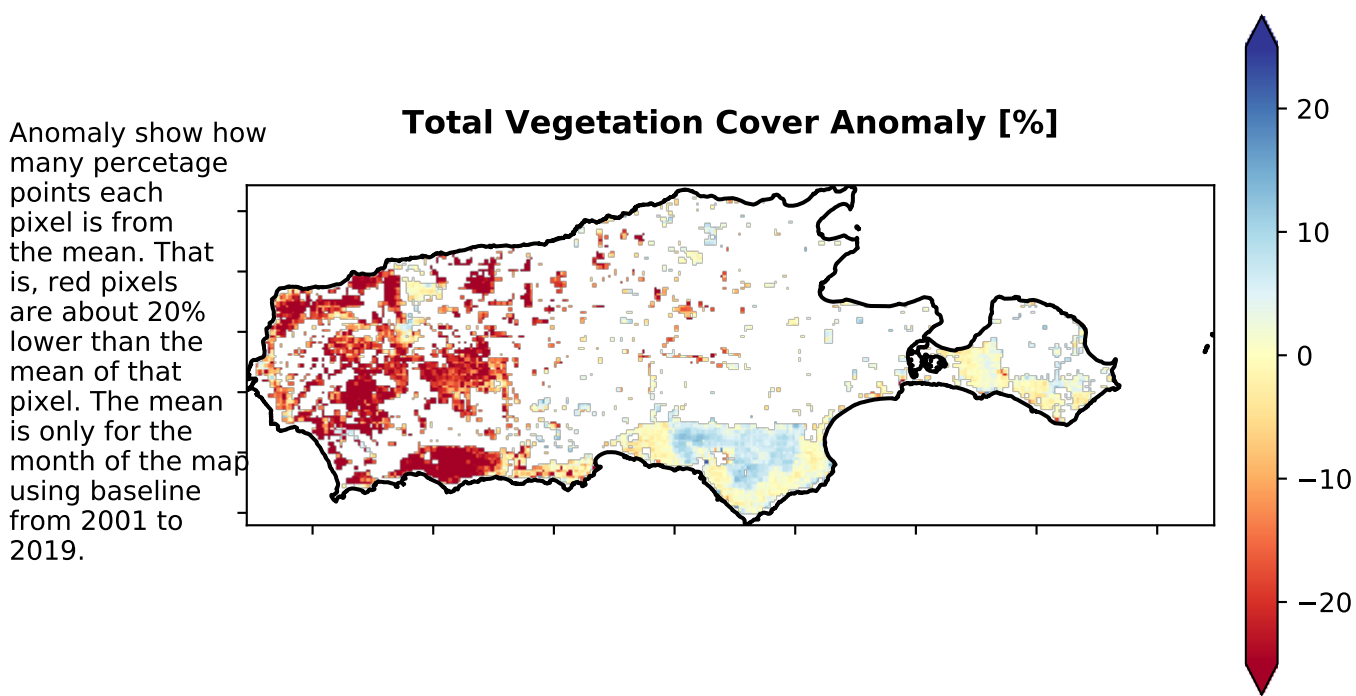 Total Vegetation Cover Anomaly [%]
Anomaly show how
many percetage
points each
pixel is from
the mean. That
is, red pixels
are about 20%
lower than the
mean of that
pixel. The mean
is only for the
month of the map
using baseline
from 2001 to
2019.
20
10
0
−10
−20